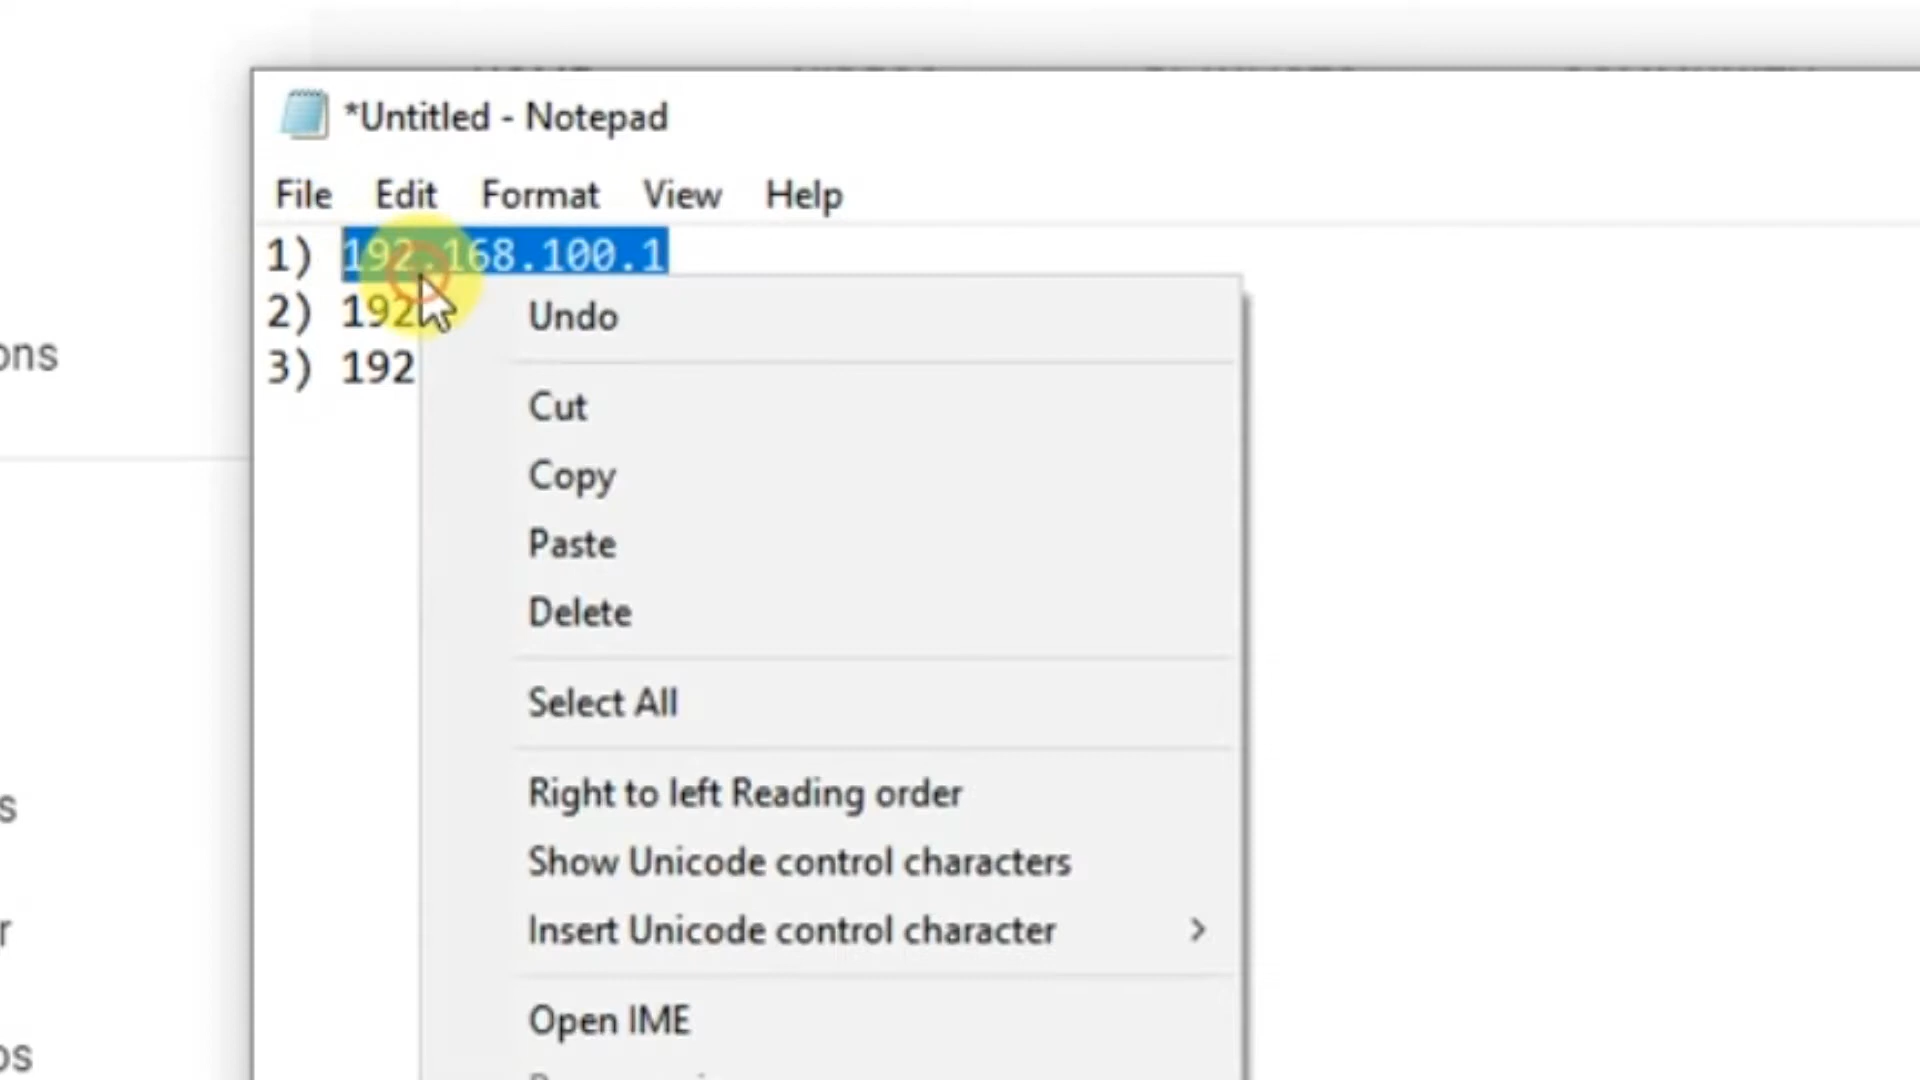 *Untitled - Notepad
File Edit Format View Help
1) 192.168.100.1
2) 192
3) 192
Undo
Cut
Copy
Paste
Delete
Select All
Right to left Reading order
Show Unicode control characters
Insert Unicode control character
Open IME
ons
s
r
os